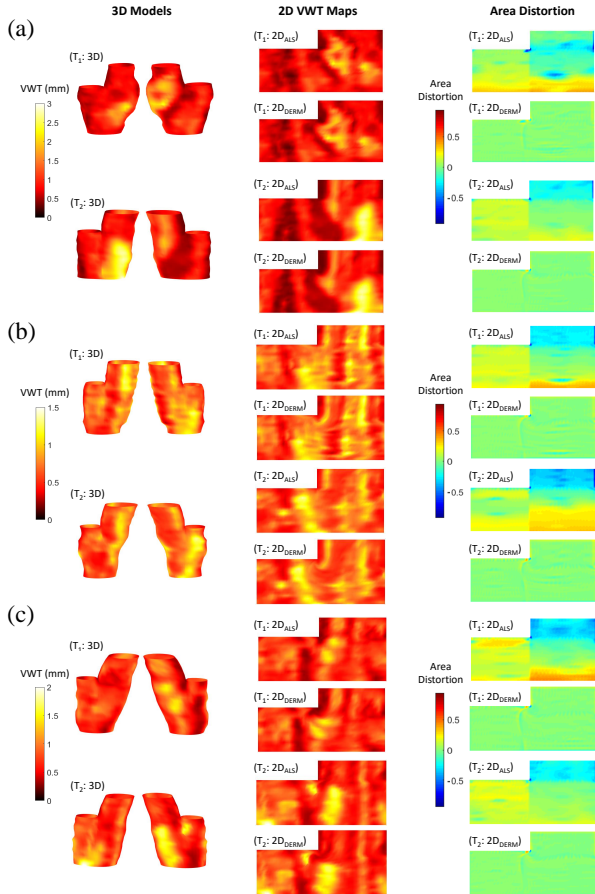 3D Models
2D VWT Maps
Area Distortion
(a)
(T1: 3D)
VWT (mm)
3
2.5
2
1.5
1
0.5
0
(T2: 3D)
(T1: 2DALS)
(T1: 2DDERM)
(T2: 2DALS)
(T2: 2DDERM)
Area
Distortion
0.5
0
-0.5
(T1: 2DALS)
(T1: 2DDERM)
(T2: 2DALS)
(T2: 2DDERM)
(b)
(T1: 3D)
VWT (mm)
1.5
1
0.5
0
(T2: 3D)
(T1: 2DALS)
(T1: 2DDERM)
(T2: 2DALS)
(T2: 2DDERM)
Area
Distortion
0.5
0
-0.5
(T1: 2DALS)
(T1: 2DDERM)
(T2: 2DALS)
(T2: 2DDERM)
(c)
(T1: 3D)
VWT (mm)
2
1.5
1
0.5
0
(T2: 3D)
(T1: 2DALS)
(T1: 2DDERM)
(T2: 2DALS)
(T2: 2DDERM)
Area
Distortion
0.5
0
-0.5
(T1: 2DALS)
(T1: 2DDERM)
(T2: 2DALS)
(T2: 2DDERM)